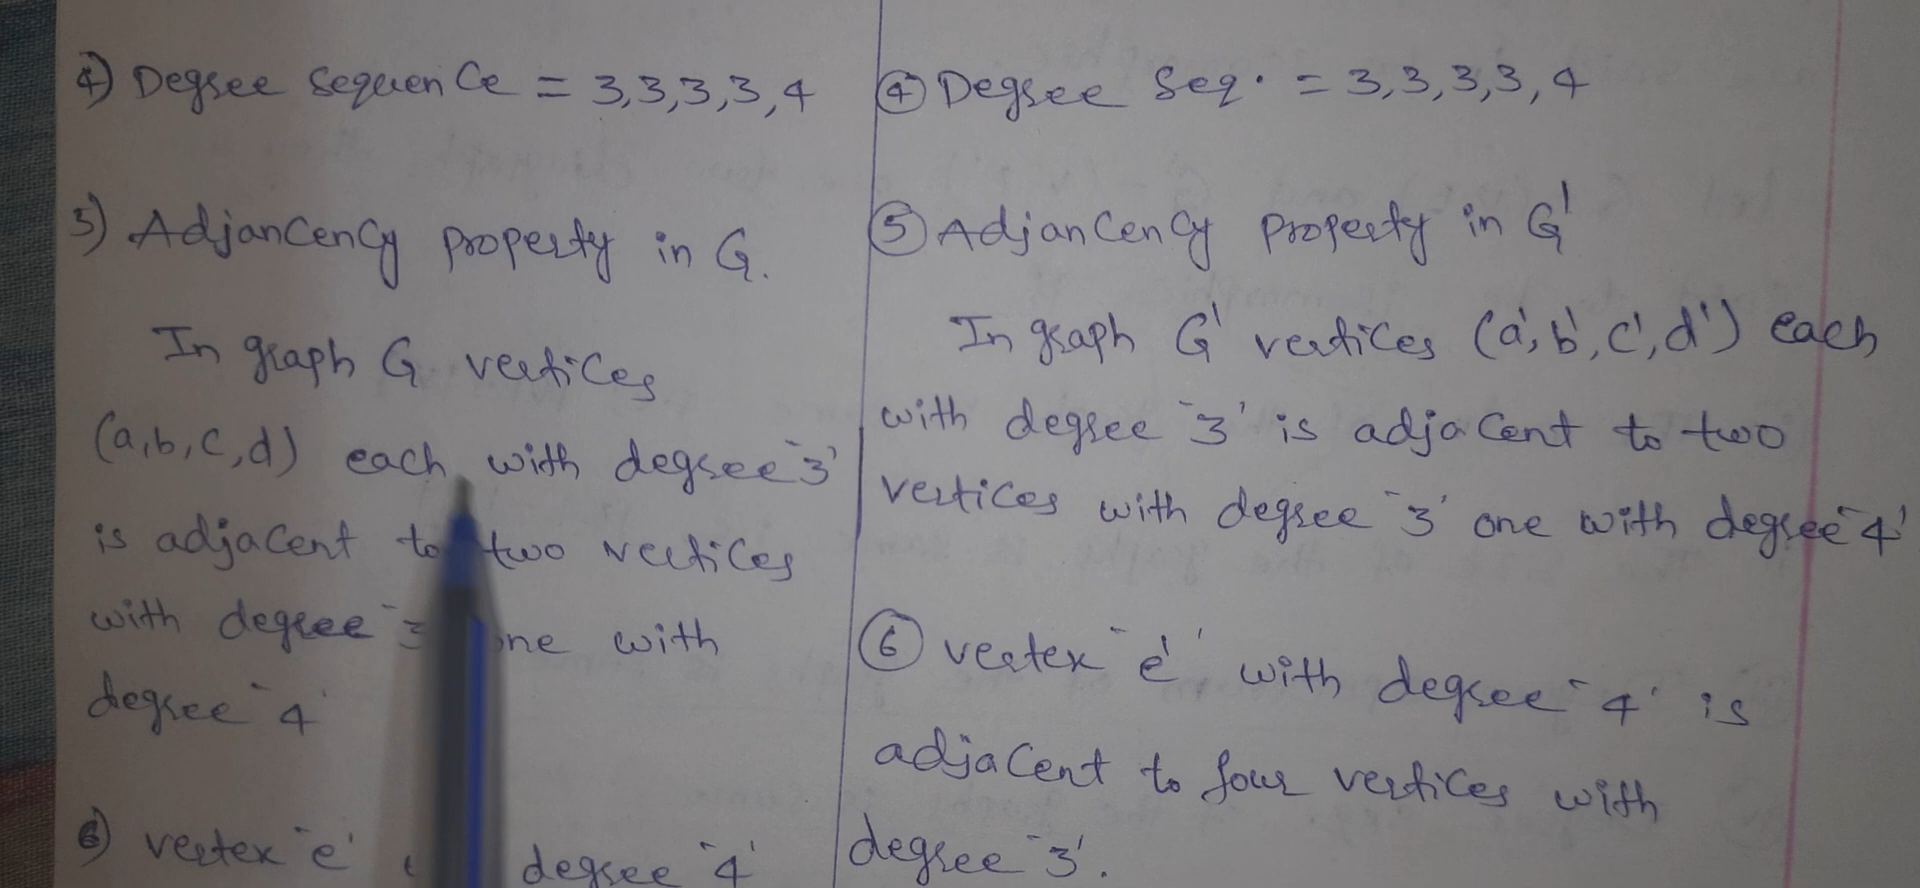 4) Degree Sequence = 3,3,3,3,4
5) Adjancency property in G.
In graph G vertices
(a,b,c,d) each with degree "3'
is adjacent to two vertices
with degree "3 one with
degree "4'
6) vertex "e' degree "4'
④ Degree Seq. = 3,3,3,3,4
⑤ Adjancency property in G'
In graph G' vertices (a',b',c',d') each
with degree "3' is adjacent to two
vertices with degree "3' one with degree "4'
⑥ vertex "e'' with degree "4' is
adjacent to four vertices with
degree "3'.